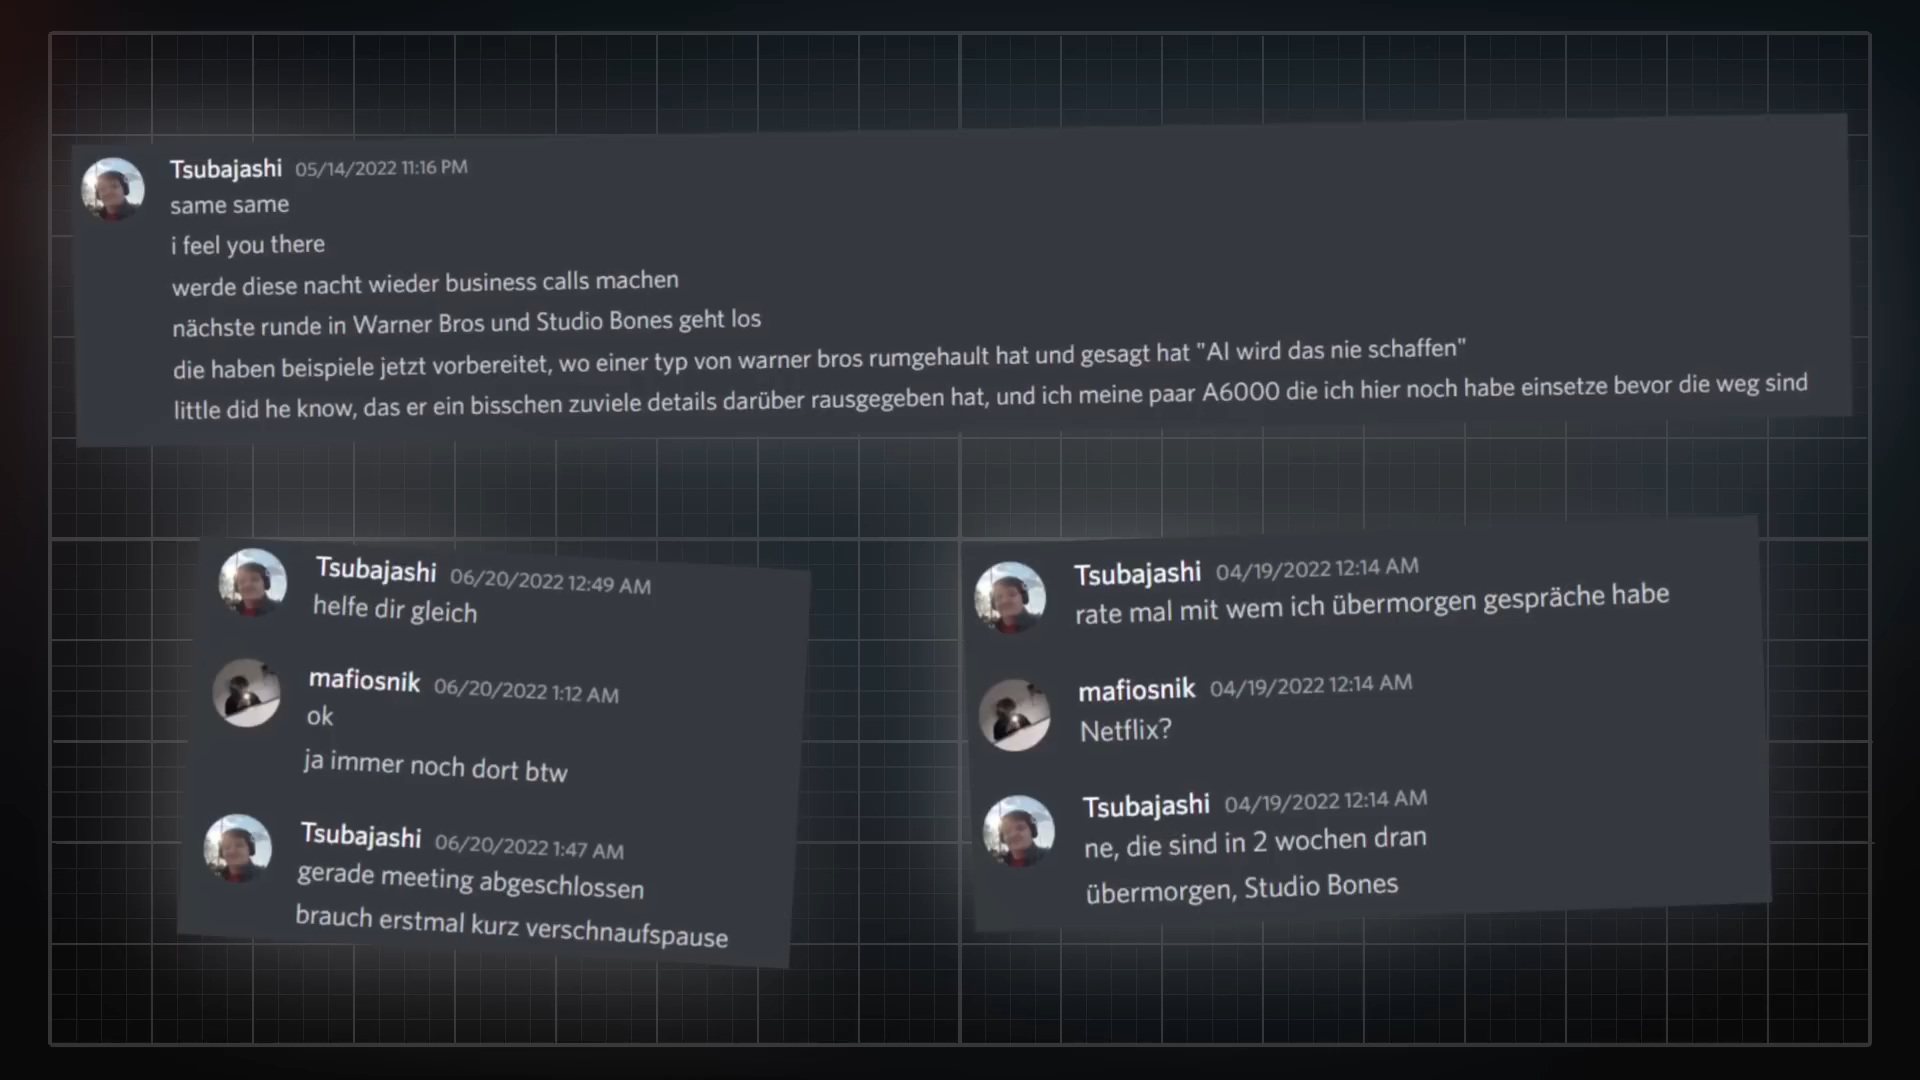 Tsubajashi 05/14/2022 11:16 PM
same same
i feel you there
werde diese nacht wieder business calls machen
nächste runde in Warner Bros und Studio Bones geht los
die haben beispiele jetzt vorbereitet, wo einer typ von warner bros rumgehault hat und gesagt hat "AI wird das nie schaffen"
little did he know, das er ein bisschen zuviele details darüber rausgegeben hat, und ich meine paar A6000 die ich hier noch habe einsetze bevor die weg sind
Tsubajashi 06/20/2022 12:49 AM
helfe dir gleich
mafiosnik 06/20/2022 1:12 AM
ok
ja immer noch dort btw
Tsubajashi 06/20/2022 1:47 AM
gerade meeting abgeschlossen
brauch erstmal kurz verschnaufspause
Tsubajashi 04/19/2022 12:14 AM
rate mal mit wem ich übermorgen gespräche habe
mafiosnik 04/19/2022 12:14 AM
Netflix?
Tsubajashi 04/19/2022 12:14 AM
ne, die sind in 2 wochen dran
übermorgen, Studio Bones